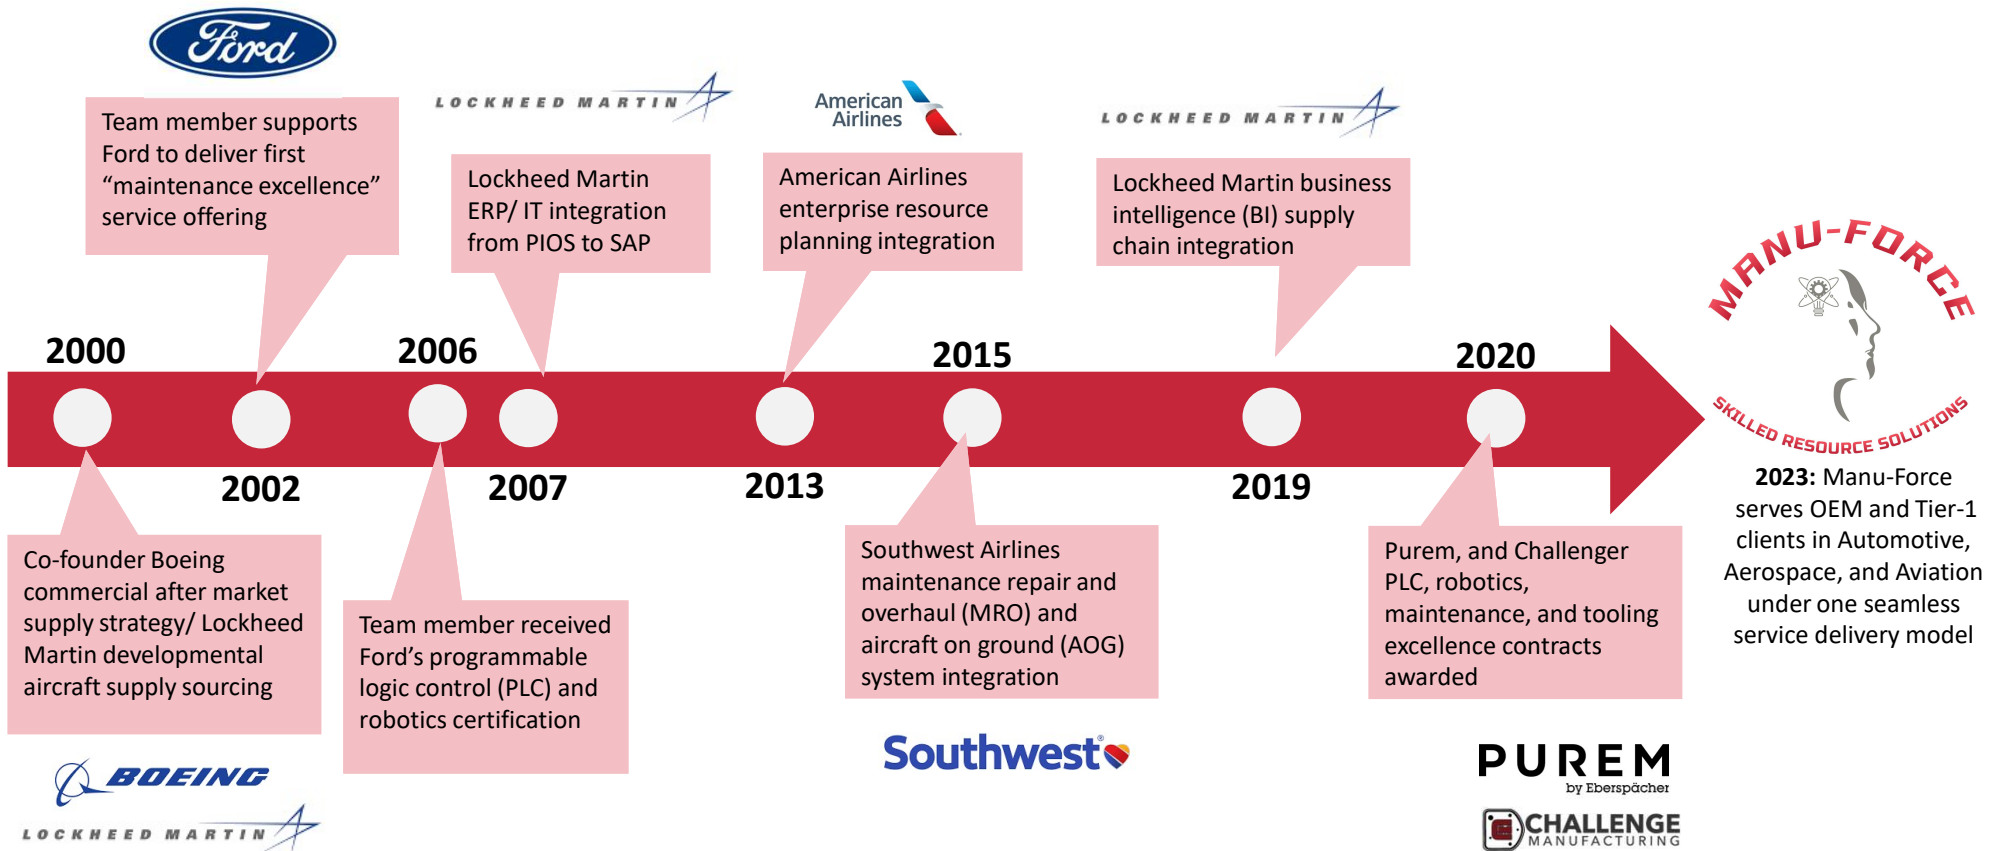 Ford
Team member supports
Ford to deliver first
“maintenance excellence”
service offering
LOCKHEED MARTIN
Lockheed Martin
ERP/ IT integration
from PIOS to SAP
American
Airlines
American Airlines
enterprise resource
planning integration
LOCKHEED MARTIN
Lockheed Martin business
intelligence (BI) supply
chain integration
2000
2006
2015
2020
2002
2007
2013
2019
Co-founder Boeing
commercial after market
supply strategy/ Lockheed
Martin developmental
aircraft supply sourcing
BOEING
LOCKHEED MARTIN
Team member received
Ford’s programmable
logic control (PLC) and
robotics certification
Southwest Airlines
maintenance repair and
overhaul (MRO) and
aircraft on ground (AOG)
system integration
Southwest®
Purem, and Challenger
PLC, robotics,
maintenance, and tooling
excellence contracts
awarded
PUREM
by Eberspächer
CHALLENGE
MANUFACTURING
MANU-FORCE
SKILLED RESOURCE SOLUTIONS
2023: Manu-Force
serves OEM and Tier-1
clients in Automotive,
Aerospace, and Aviation
under one seamless
service delivery model